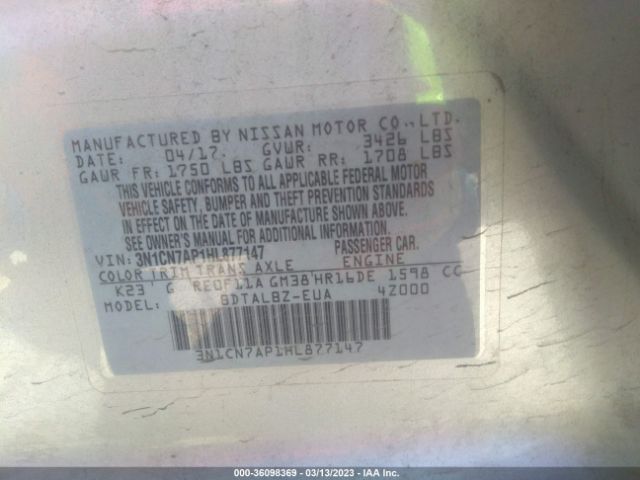 MANUFACTURED BY NISSAN MOTOR CO., LTD.
DATE: 04/17 GVWR: 3426 LBS
GAWR FR: 1750 LBS GAWR RR: 1708 LBS
THIS VEHICLE CONFORMS TO ALL APPLICABLE FEDERAL MOTOR
VEHICLE SAFETY, BUMPER AND THEFT PREVENTION STANDARDS
IN EFFECT ON THE DATE OF MANUFACTURE SHOWN ABOVE.
SEE OWNER'S MANUAL FOR ADDITIONAL INFORMATION.
VIN: 3N1CN7AP1HL877147 PASSENGER CAR.
COLOR TRIM TRANS AXLE ENGINE
K23 G RE0F11A GM38 HR16DE 1598 CC
MODEL: BDTALBZ-EUA 4Z000
3N1CN7AP1HL877147
000-36098369 - 03/13/2023 - IAA Inc.